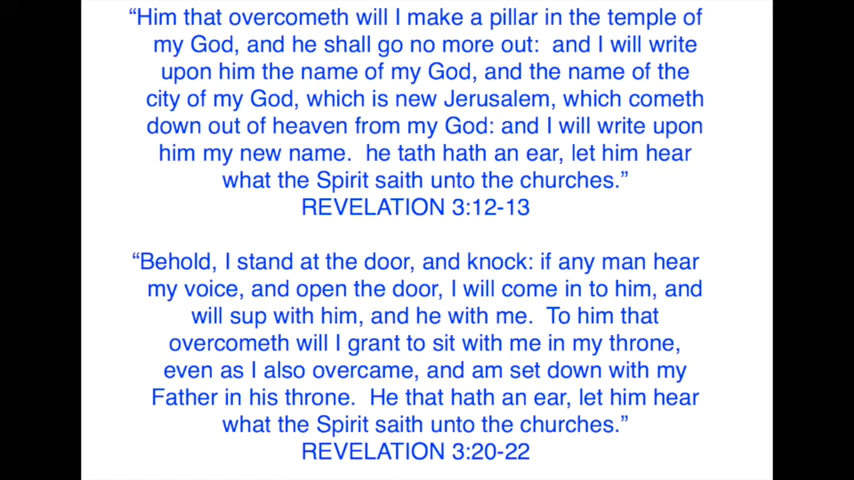 “Him that overcometh will I make a pillar in the temple of
my God, and he shall go no more out:  and I will write
upon him the name of my God, and the name of the
city of my God, which is new Jerusalem, which cometh
down out of heaven from my God: and I will write upon
him my new name.  he tath hath an ear, let him hear
what the Spirit saith unto the churches.”
REVELATION 3:12-13
“Behold, I stand at the door, and knock: if any man hear
my voice, and open the door, I will come in to him, and
will sup with him, and he with me.  To him that
overcometh will I grant to sit with me in my throne,
even as I also overcame, and am set down with my
Father in his throne.  He that hath an ear, let him hear
what the Spirit saith unto the churches.”
REVELATION 3:20-22